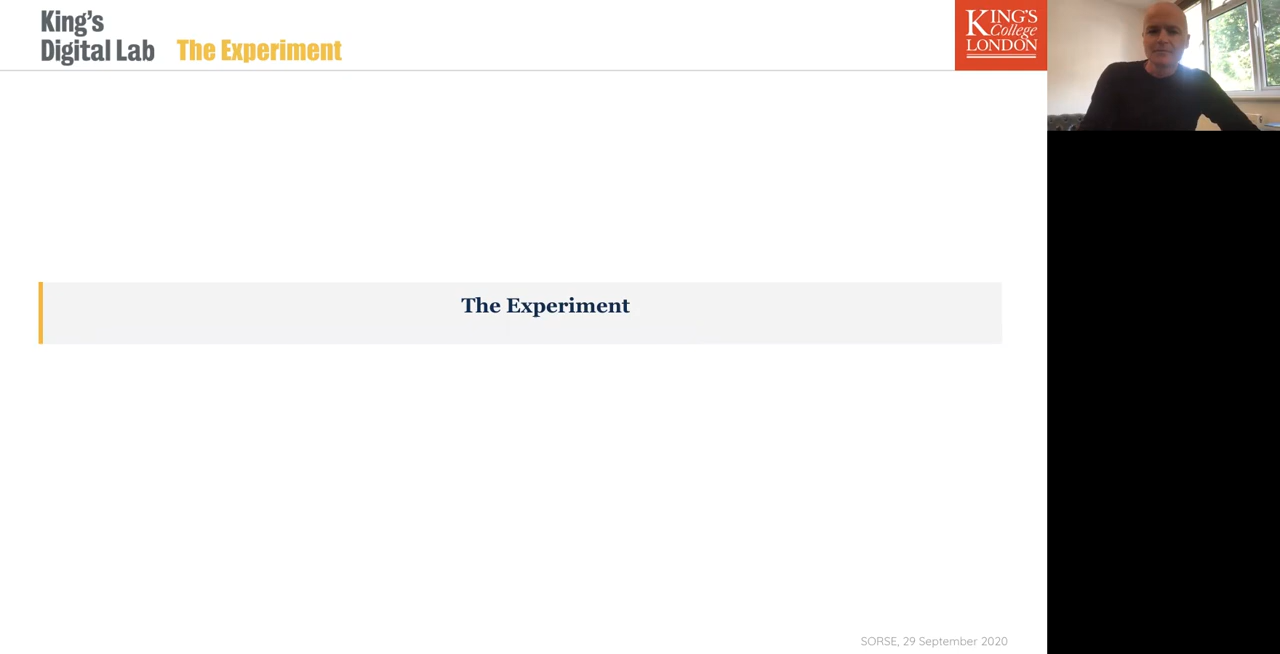 King's
Digital Lab
The Experiment
KING'S
College
LONDON
The Experiment
SORSE, 29 September 2020